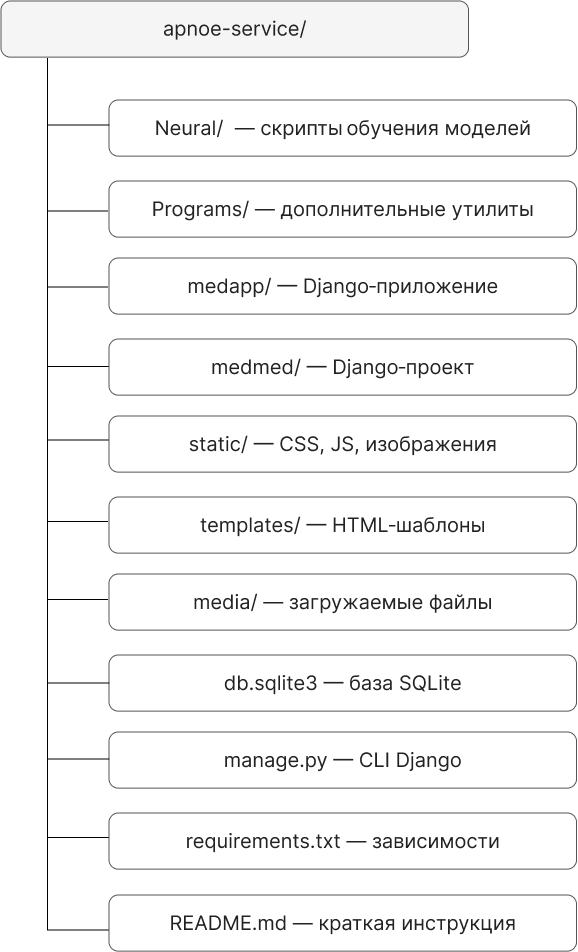 apnoe-service/
Neural/ — скрипты обучения моделей
Programs/ — дополнительные утилиты
medapp/ — Django-приложение
medmed/ — Django-проект
static/ — CSS, JS, изображения
templates/ — HTML-шаблоны
media/ — загружаемые файлы
db.sqlite3 — база SQLite
manage.py — CLI Django
requirements.txt — зависимости
README.md — краткая инструкция